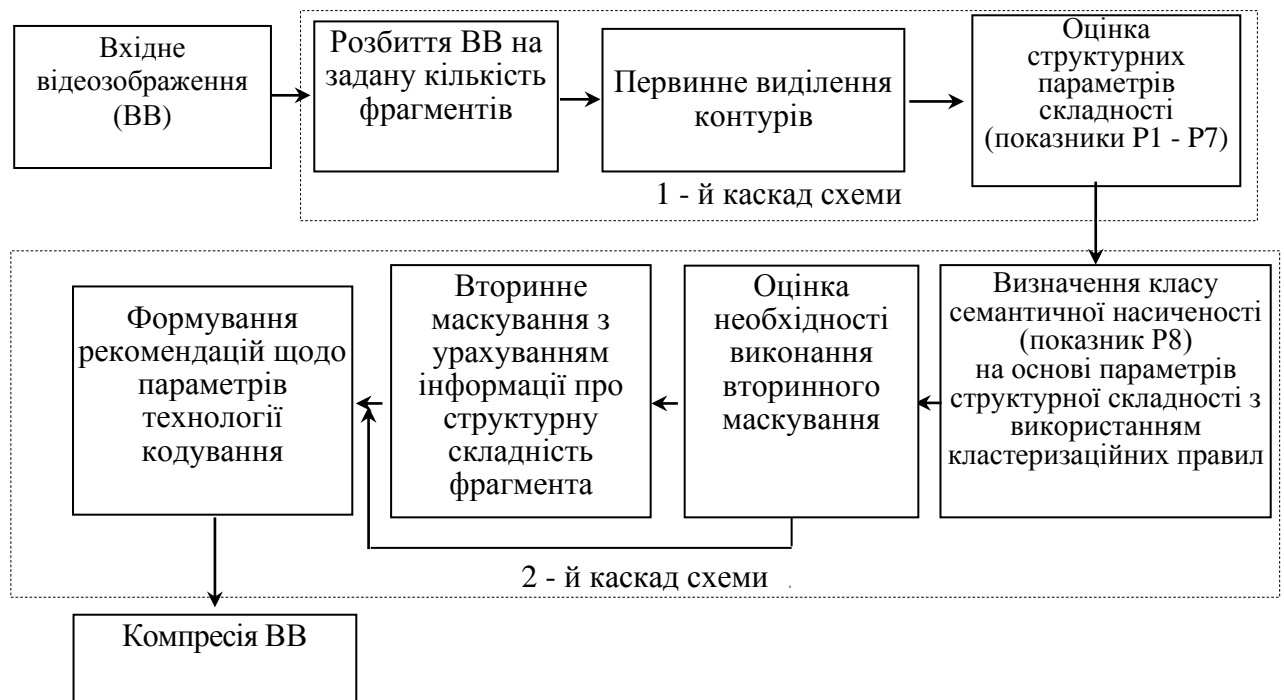 Вхідне
відеозображення
(ВВ)
Розбиття ВВ на
задану кількість
фрагментів
Первинне виділення
контурів
Оцінка
структурних
параметрів
складності
(показники Р1 - Р7)
1 - й каскад схеми
Визначення класу
семантичної насиченості
(показник Р8)
на основі параметрів
структурної складності з
використанням
кластеризаційних правил
Оцінка
необхідності
виконання
вторинного
маскування
Вторинне
маскування з
урахуванням
інформації про
структурну
складність
фрагмента
Формування
рекомендацій щодо
параметрів
технології
кодування
2 - й каскад схеми
Компресія ВВ